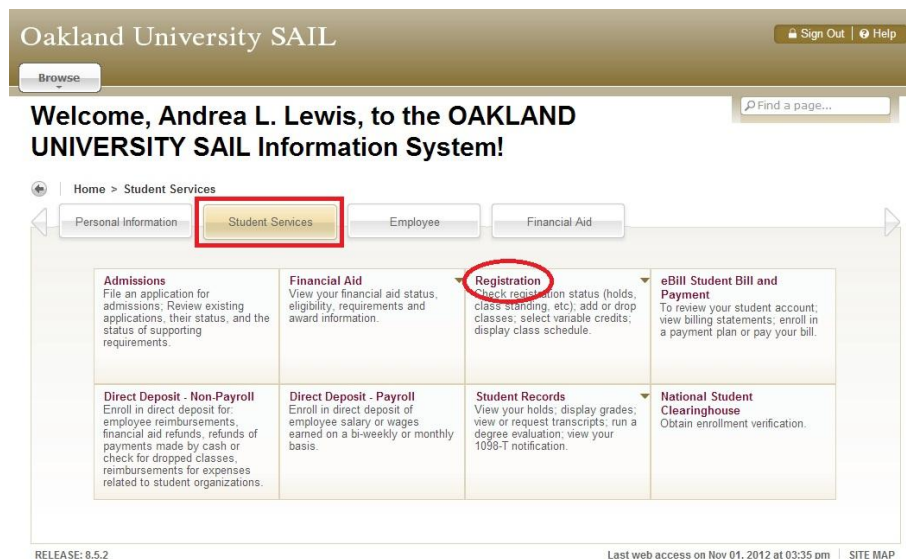 Oakland University SAIL
Sign Out | Help
Browse
Find a page...
Welcome, Andrea L. Lewis, to the OAKLAND
UNIVERSITY SAIL Information System!
Home > Student Services
Personal Information
Student Services
Employee
Financial Aid
Admissions
File an application for
admissions; Review existing
applications, their status, and the
status of supporting
requirements.
Financial Aid
View your financial aid status,
eligibility, requirements and
award information.
Registration
Check registration status (holds,
class standing, etc); add or drop
classes; select variable credits;
display class schedule.
eBill Student Bill and
Payment
To review your student account;
view billing statements; enroll in
a payment plan or pay your bill.
Direct Deposit - Non-Payroll
Enroll in direct deposit for:
employee reimbursements,
financial aid refunds, refunds of
payments made by cash or
check for dropped classes,
reimbursements for expenses
related to student organizations.
Direct Deposit - Payroll
Enroll in direct deposit of
employee salary or wages
earned on a bi-weekly or monthly
basis.
Student Records
View your holds; display grades;
view or request transcripts; run a
degree evaluation; view your
1098-T notification.
National Student
Clearinghouse
Obtain enrollment verification.
RELEASE: 8.5.2
Last web access on Nov 01, 2012 at 03:35 pm | SITE MAP